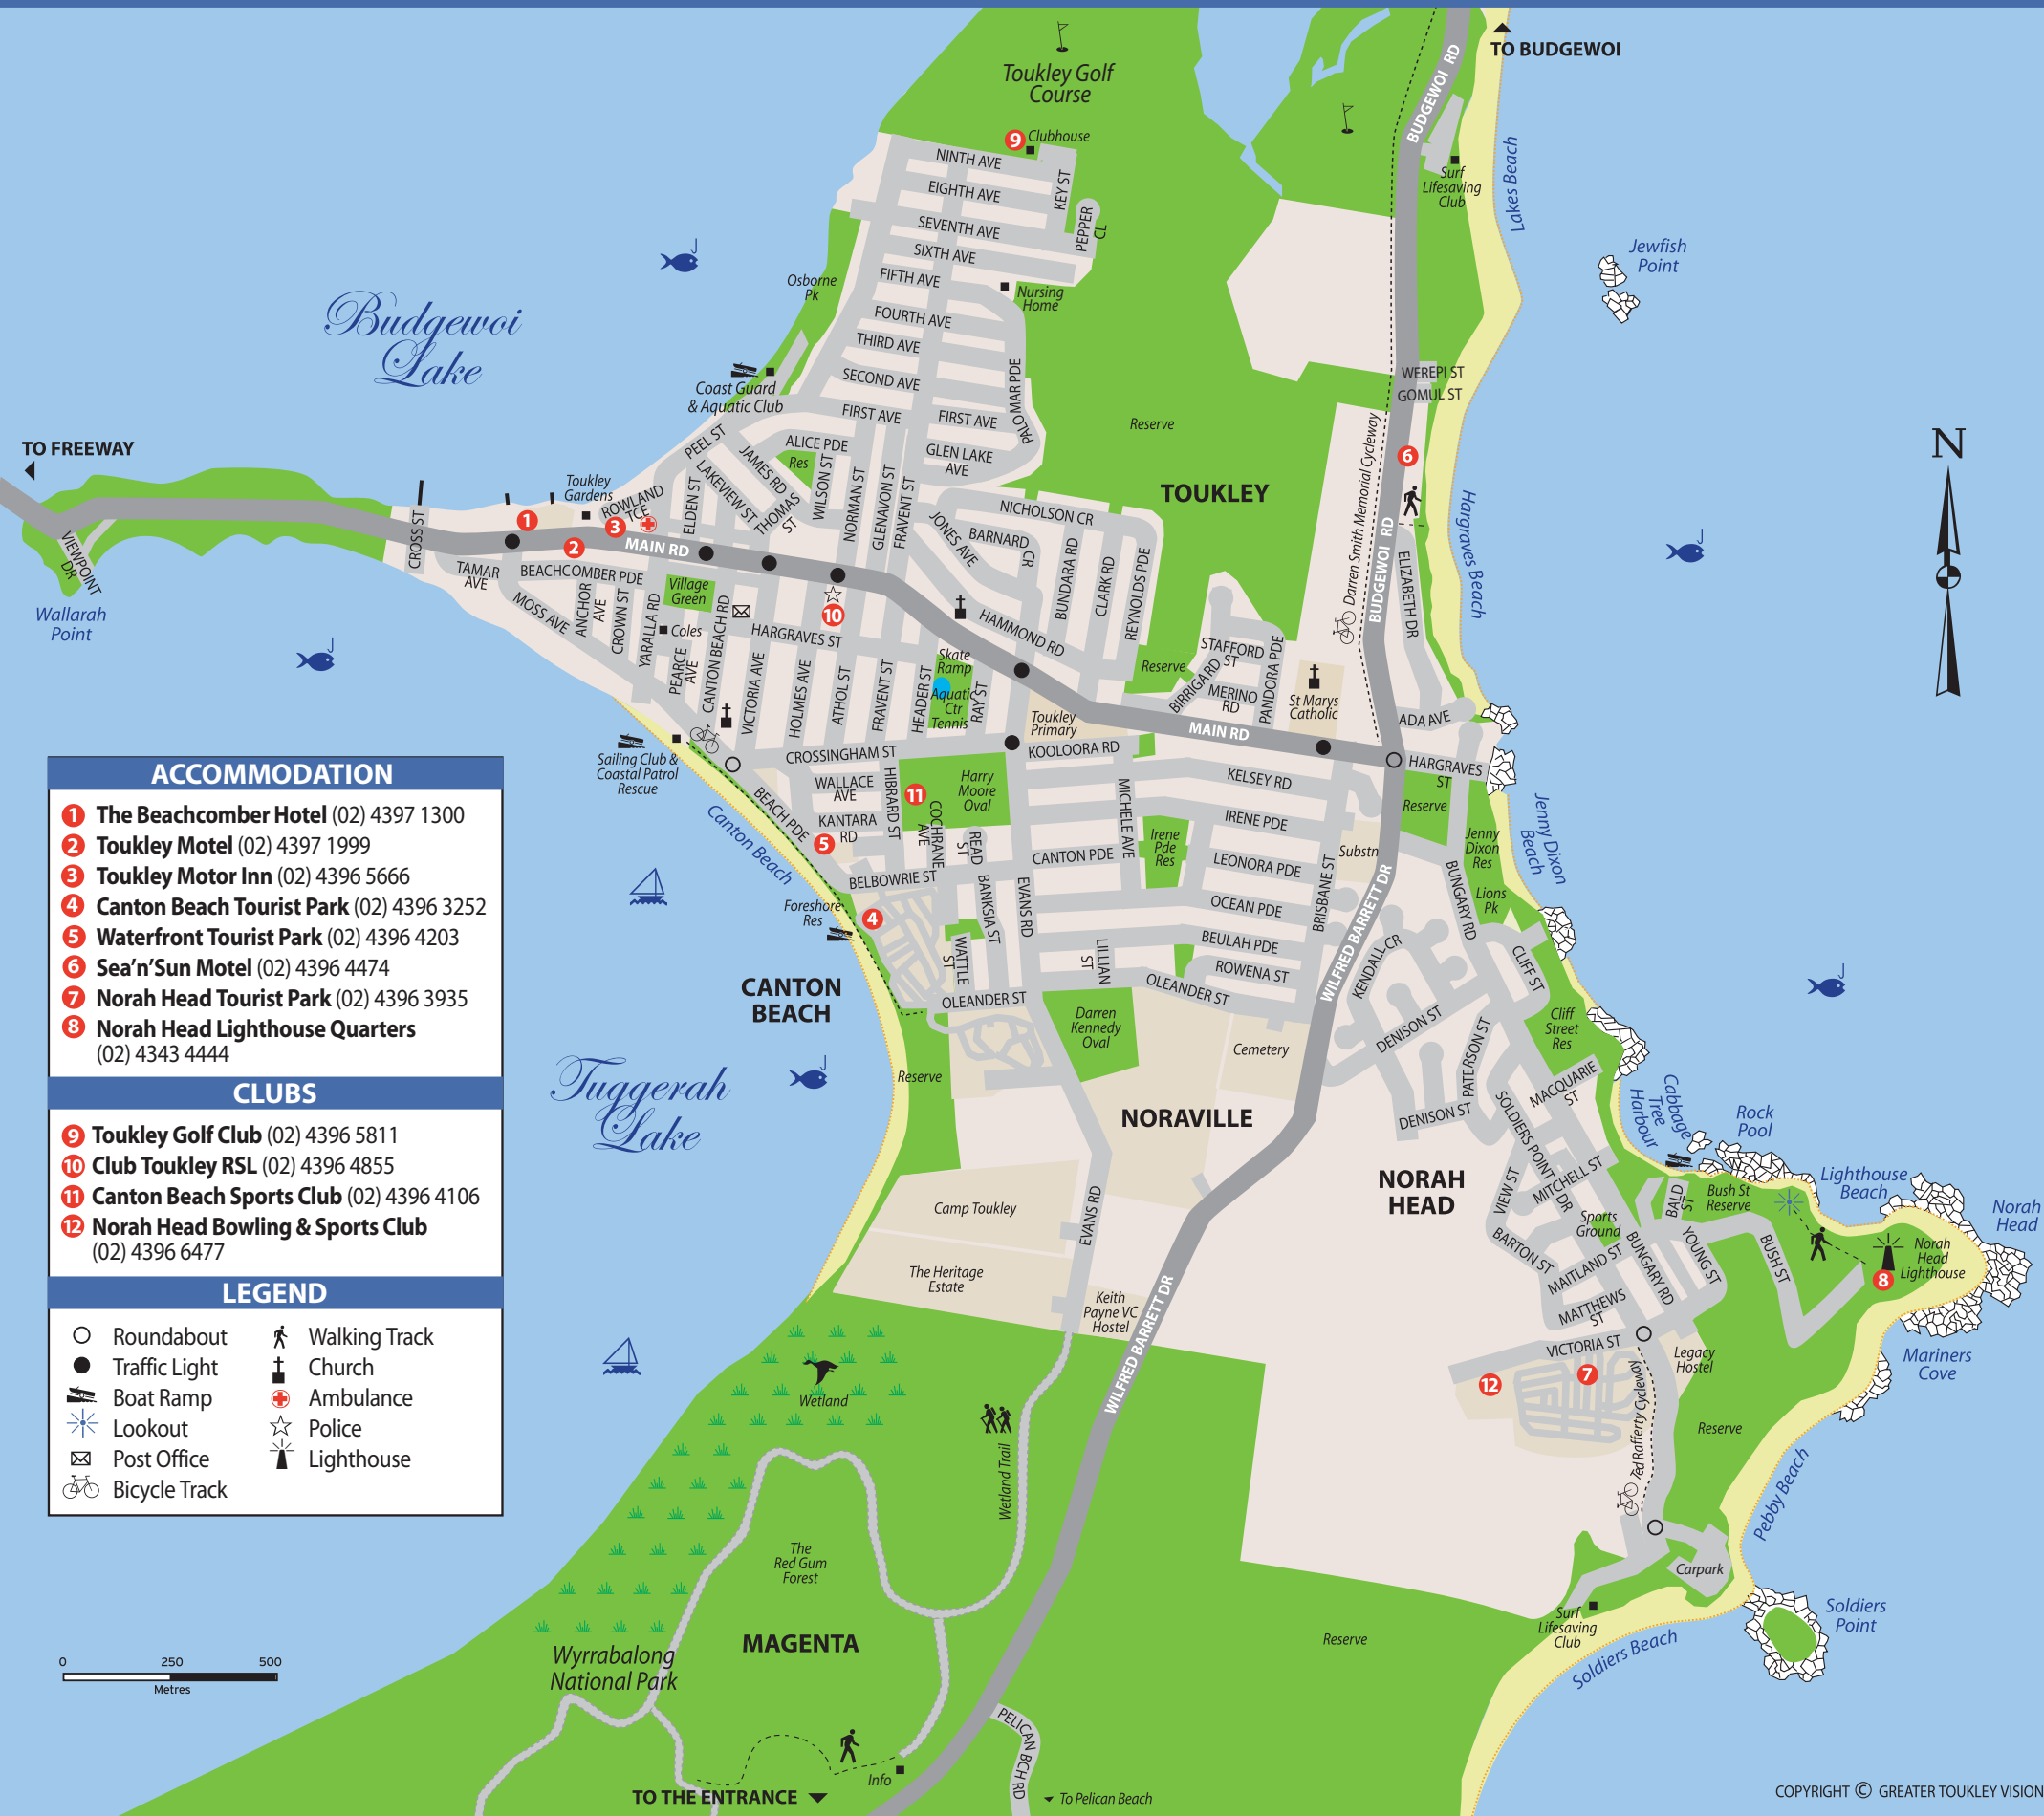 TO BUDGEWOI
BUDGEWOI RD
Toukley Golf
Course
9 Clubhouse
NINTH AVE
EIGHTH AVE
KEY ST
SEVENTH AVE
PEPPER
CL
SIXTH AVE
FIFTH AVE
Nursing
Home
FOURTH AVE
THIRD AVE
SECOND AVE
FIRST AVE
FIRST AVE
PALOMAR PDE
GLEN LAKE
AVE
Osborne
Pk
Surf
Lifesaving
Club
Lakes Beach
Jewfish
Point
Budgewoi
Lake
Coast Guard
& Aquatic Club
WEREPI ST
GOMUL ST
Reserve
TO FREEWAY
PEEL ST
ALICE PDE
Res
JAMES RD
LAKEVIEW ST
THOMAS
ST
WILSON ST
NORMAN ST
GLENAVON ST
FRAVENT ST
ELDEN ST
Toukley
Gardens
ROWLAND
TCE
1
2
3
MAIN RD
CROSS ST
VIEWPOINT
DR
Wallarah
Point
TAMAR
AVE
BEACHCOMBER PDE
MOSS AVE
ANCHOR
AVE
CROWN ST
YARALLA RD
Village
Green
Coles
PEARCE
AVE
CANTON BEACH RD
HARGRAVES ST
10
VICTORIA AVE
HOLMES AVE
ATHOL ST
FRAVENT ST
HEADER ST
Skate
Ramp
Aquatic
Ctr
Tennis
RAY ST
JONES AVE
NICHOLSON CR
BARNARD
CR
BUNDARA RD
CLARK RD
REYNOLDS PDE
HAMMOND RD
TOUKLEY
6
Darren Smith Memorial Cycleway
BUDGEWOI RD
ELIZABETH DR
Hargraves Beach
N
Reserve
STAFFORD
ST
BIRRIGA RD
MERINO
RD
PANDORA PDE
St Marys
Catholic
ADA AVE
MAIN RD
Toukley
Primary
KOOLOORA RD
HARGRAVES
ST
Sailing Club &
Coastal Patrol
Rescue
CROSSINGHAM ST
WALLACE
AVE
KANTARA
RD
HIBRARD ST
11
COCHRANE
AVE
Harry
Moore
Oval
READ
ST
BEACH PDE
5
Canton Beach
BELBOWRIE ST
CANTON PDE
MICHELE AVE
KELSEY RD
IRENE PDE
Irene
Pde
Res
LEONORA PDE
Substn
Reserve
Jenny
Dixon
Res
Jenny Dixon
Beach
Lions
Pk
BUNGARY RD
OCEAN PDE
BRISBANE ST
BEULAH PDE
ROWENA ST
BANKSIA ST
EVANS RD
WATTLE
ST
LILLIAN
ST
Foreshore
Res
4
CANTON
BEACH
OLEANDER ST
OLEANDER ST
Darren
Kennedy
Oval
Cemetery
WILFRED BARRETT DR
KENDALL CR
CLIFF ST
Cliff
Street
Res
DENISON ST
PATERSON ST
DENISON ST
MACQUARIE
ST
SOLDIERS POINT DR
Cabbage
Tree
Harbour
Rock
Pool
Reserve
NORAVILLE
NORAH
HEAD
VIEW ST
MITCHELL ST
Sports
Ground
BALD
ST
Bush St
Reserve
Lighthouse
Beach
Norah
Head
Norah
Head
Lighthouse
8
BARTON ST
MAITLAND ST
MATTHEWS
ST
BUNGARY RD
YOUNG ST
BUSH ST
VICTORIA ST
Legacy
Hostel
7
12
Mariners
Cove
Ted Rafferty Cycleway
Reserve
Pebby Beach
Carpark
Surf
Lifesaving
Club
Soldiers Beach
Soldiers
Point
Reserve
Tuggerah
Lake
Camp Toukley
EVANS RD
The Heritage
Estate
Keith
Payne VC
Hostel
WILFRED BARRETT DR
Wetland
Wetland Trail
The
Red Gum
Forest
MAGENTA
Wyrrabalong
National Park
PELICAN BCH RD
Info
TO THE ENTRANCE
To Pelican Beach
ACCOMMODATION
1 The Beachcomber Hotel (02) 4397 1300
2 Toukley Motel (02) 4397 1999
3 Toukley Motor Inn (02) 4396 5666
4 Canton Beach Tourist Park (02) 4396 3252
5 Waterfront Tourist Park (02) 4396 4203
6 Sea'n'Sun Motel (02) 4396 4474
7 Norah Head Tourist Park (02) 4396 3935
8 Norah Head Lighthouse Quarters
(02) 4343 4444
CLUBS
9 Toukley Golf Club (02) 4396 5811
10 Club Toukley RSL (02) 4396 4855
11 Canton Beach Sports Club (02) 4396 4106
12 Norah Head Bowling & Sports Club
(02) 4396 6477
LEGEND
Roundabout
Walking Track
Traffic Light
Church
Boat Ramp
Ambulance
Lookout
Police
Post Office
Lighthouse
Bicycle Track
0 250 500
Metres
COPYRIGHT © GREATER TOUKLEY VISION